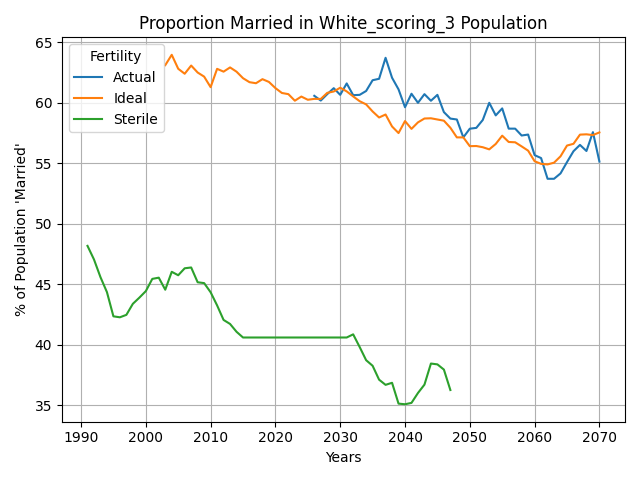 Proportion Married in White_scoring_3 Population
Fertility
Actual
Ideal
Sterile
% of Population 'Married'
65
60
55
50
45
40
35
1990 2000 2010 2020 2030 2040 2050 2060 2070
Years